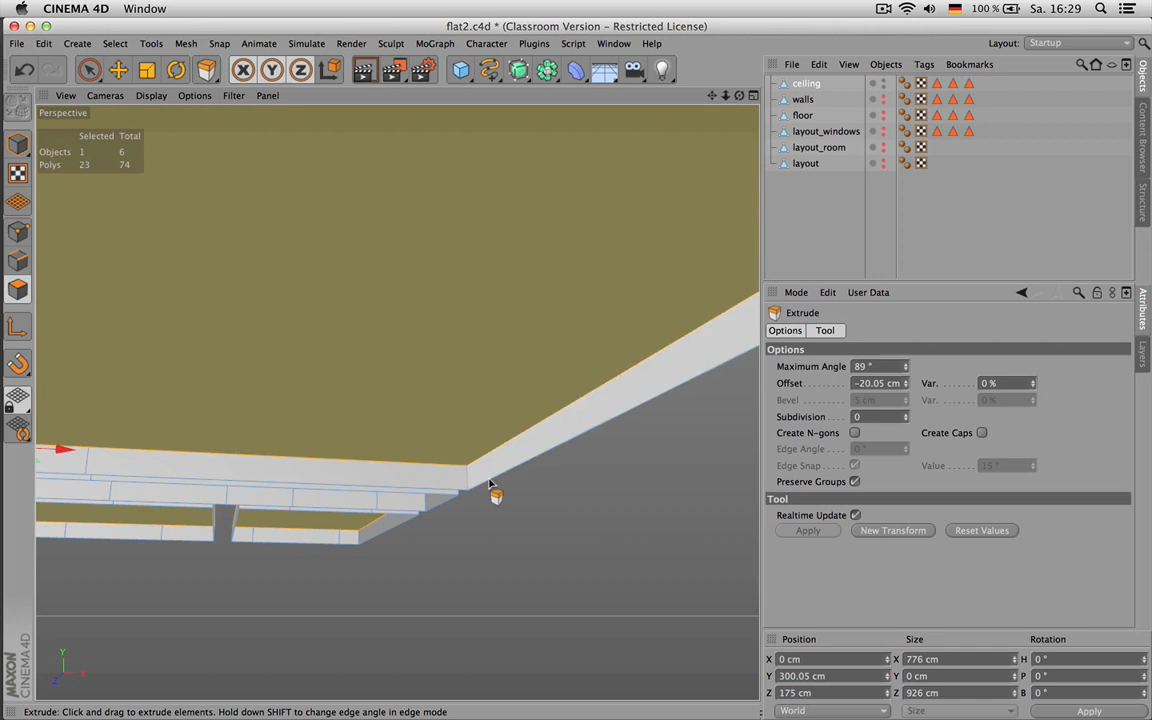 CINEMA 4D Window 100 % Sa. 16:29
flat2.c4d * (Classroom Version - Restricted License)
File Edit Create Select Tools Mesh Snap Animate Simulate Render Sculpt MoGraph Character Plugins Script Window Help Layout: Startup
X Y Z
View Cameras Display Options Filter Panel
File Edit View Objects Tags Bookmarks
Perspective
Selected Total
Objects 1 6
Polys 23 74
ceiling
walls
floor
layout_windows
layout_room
layout
Objects
Content Browser
Structure
Mode Edit User Data
Extrude
Options Tool
Options
Maximum Angle 89 °
Offset -20.05 cm Var. 0 %
Bevel 5 cm Var. 0 %
Subdivision 0
Create N-gons Create Caps
Edge Angle 0 °
Edge Snap Value 15 °
Preserve Groups
Tool
Realtime Update
Apply New Transform Reset Values
Attributes
Layers
Position Size Rotation
X 0 cm X 776 cm H 0 °
Y 300.05 cm Y 0 cm P 0 °
Z 175 cm Z 926 cm B 0 °
World Size Apply
Y
X
Z
MAXON
CINEMA 4D
Extrude: Click and drag to extrude elements. Hold down SHIFT to change edge angle in edge mode